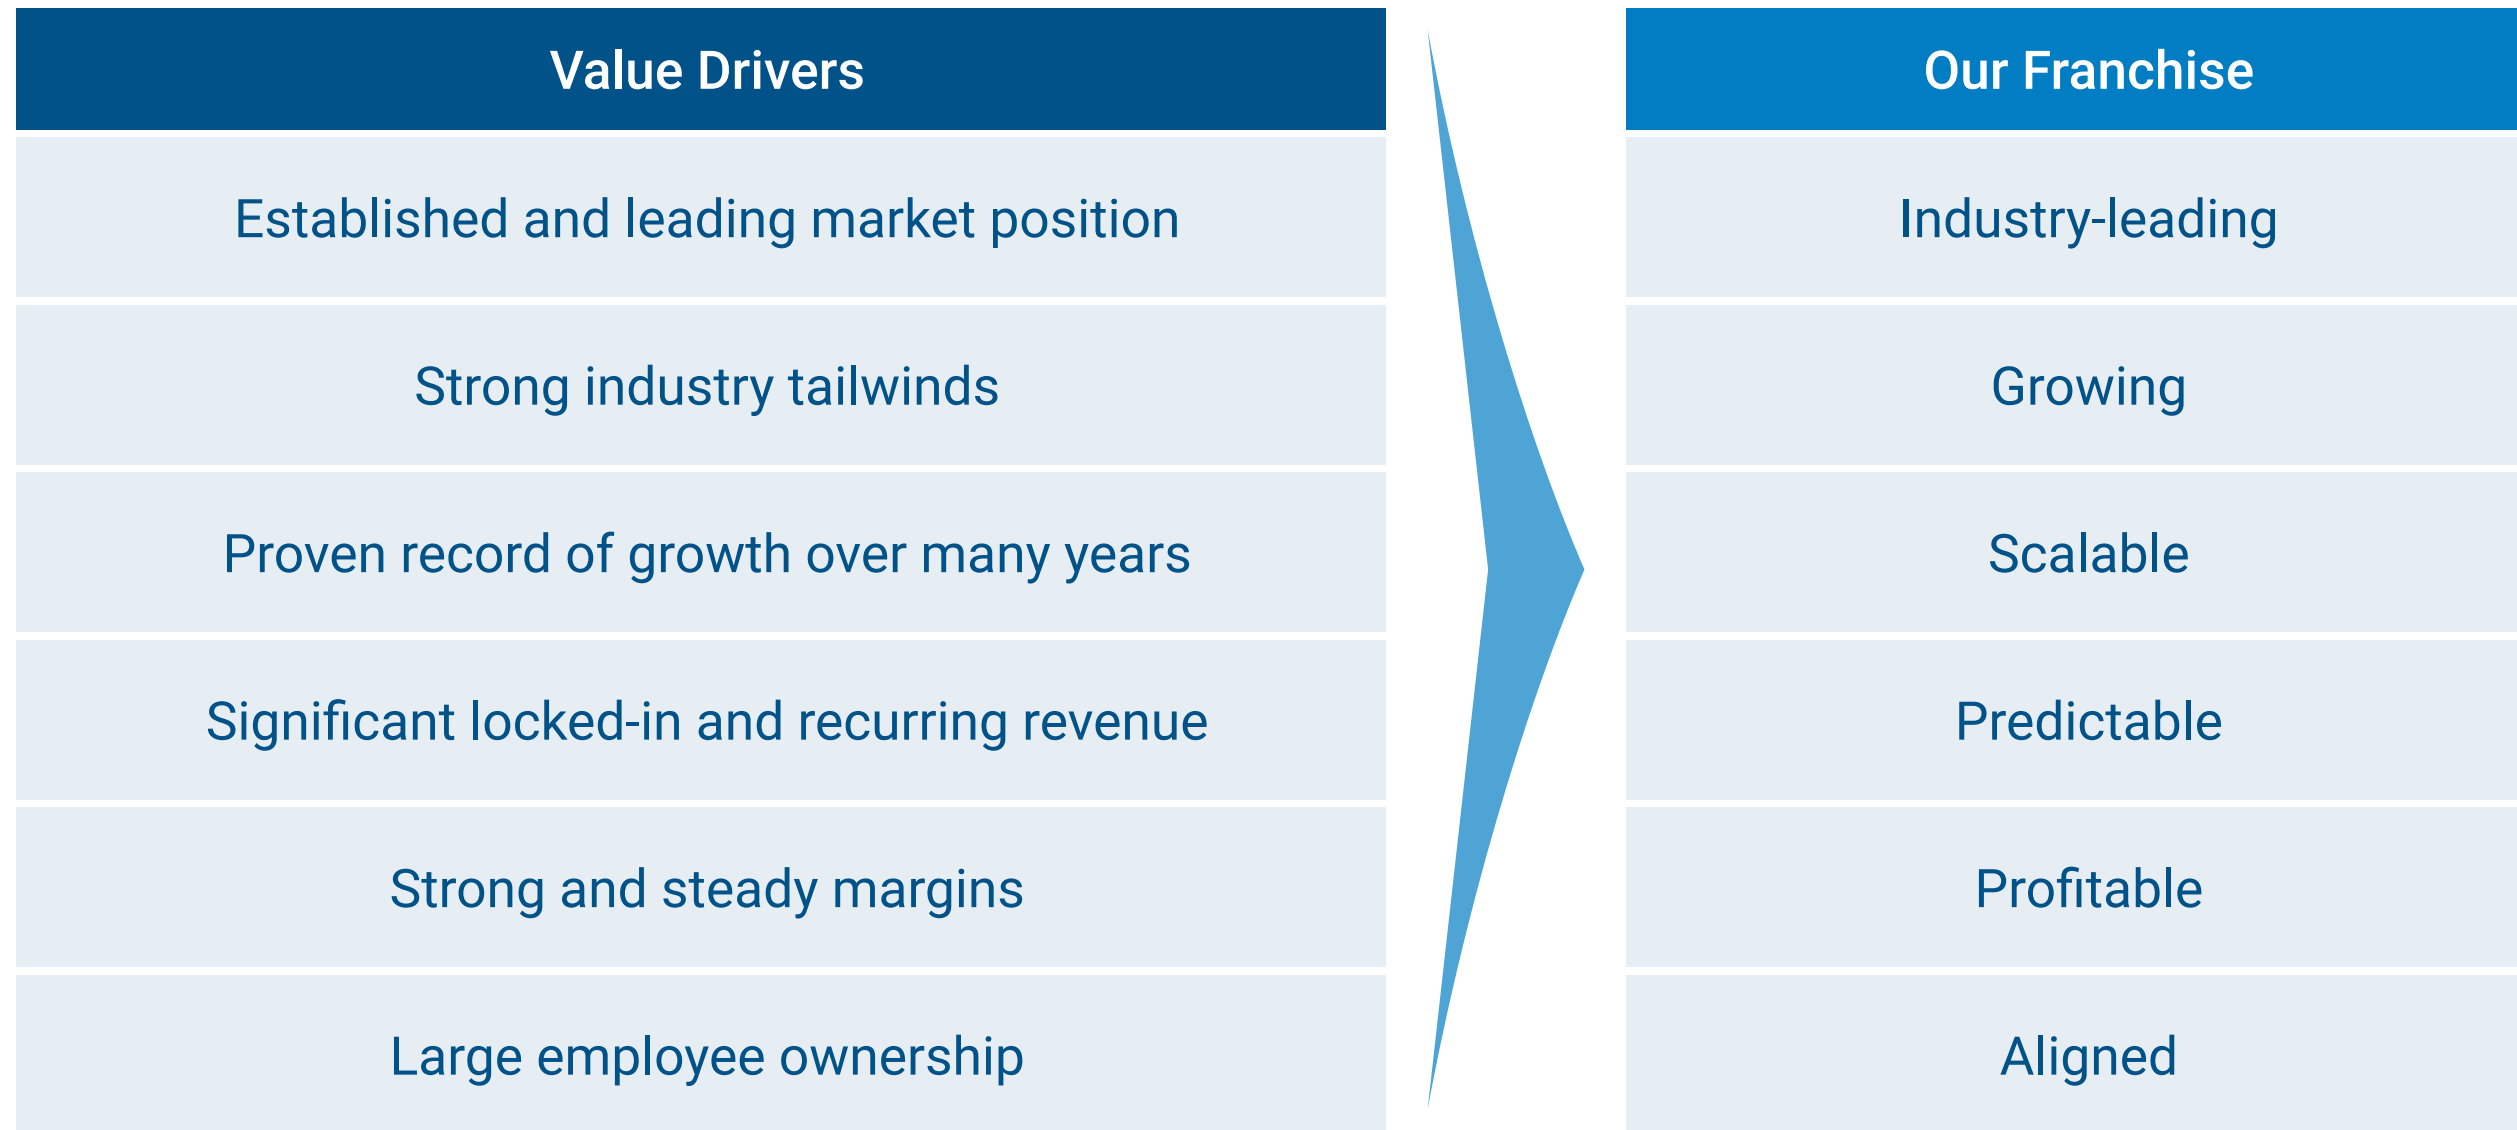 Value Drivers
Our Franchise
Established and leading market position
Industry-leading
Strong industry tailwinds
Growing
Proven record of growth over many years
Scalable
Significant locked-in and recurring revenue
Predictable
Strong and steady margins
Profitable
Large employee ownership
Aligned